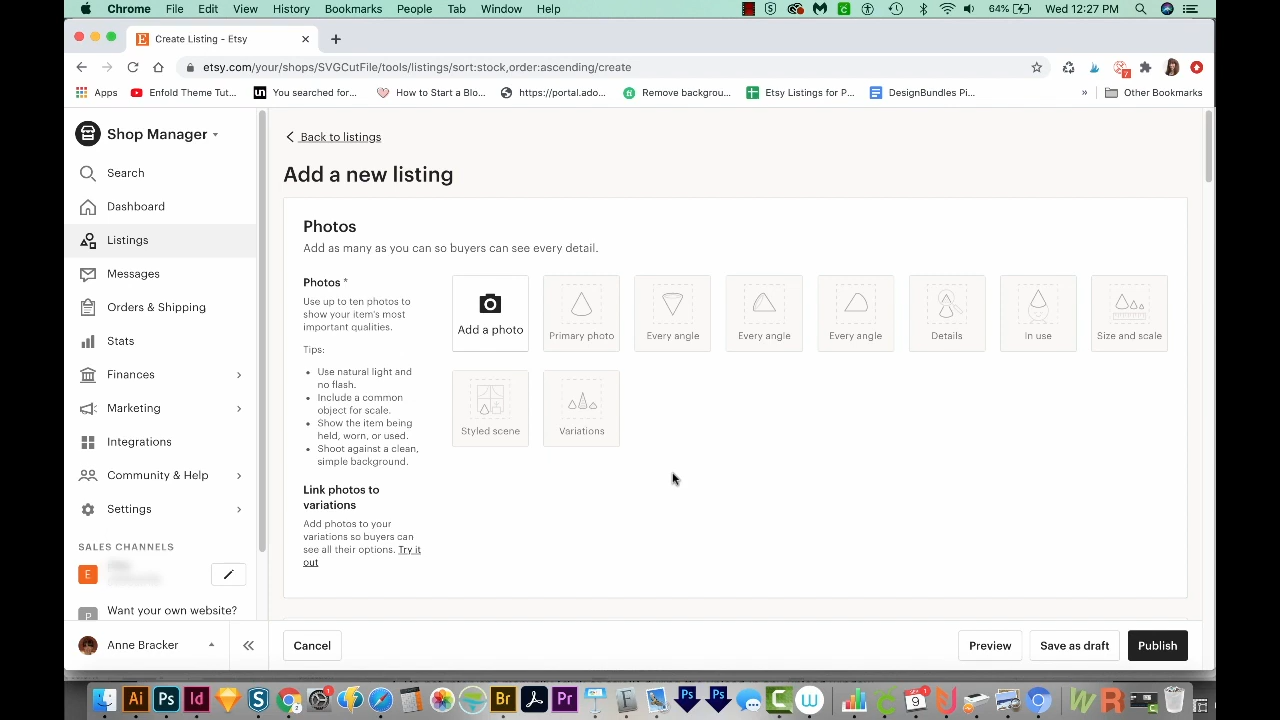 Chrome File Edit View History Bookmarks People Tab Window Help 64% Wed 12:27 PM
Create Listing - Etsy
etsy.com/your/shops/SVGCutFile/tools/listings/sort:stock,order:ascending/create
Apps Enfold Theme Tut... You searched for... How to Start a Blo... https://portal.ado... Remove backgrou... Etsy Listings for P... DesignBundles Pi... » Other Bookmarks
Shop Manager
Search
Dashboard
Listings
Messages
Orders & Shipping
Stats
Finances
Marketing
Integrations
Community & Help
Settings
SALES CHANNELS
E
P
Want your own website?
Anne Bracker
Back to listings
Add a new listing
Photos
Add as many as you can so buyers can see every detail.
Photos *
Use up to ten photos to
show your item's most
important qualities.
Tips:
• Use natural light and
no flash.
• Include a common
object for scale.
• Show the item being
held, worn, or used.
• Shoot against a clean,
simple background.
Link photos to
variations
Add photos to your
variations so buyers can
see all their options. Try it
out
Add a photo
Primary photo
Every angle
Every angle
Every angle
Details
In use
Size and scale
Styled scene
Variations
Cancel
Preview
Save as draft
Publish
Ai Ps Id S Br Pr Ps Ps W 9 U W R